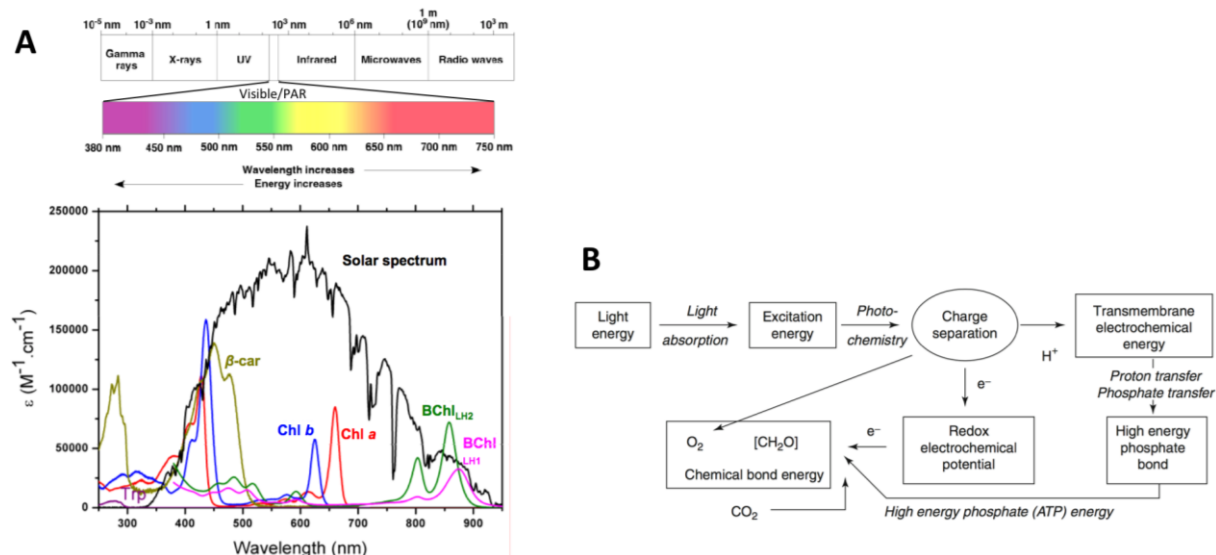 A
10⁻⁵ nm 10⁻³ nm 1 nm 10³ nm 10⁶ nm 1 m (10⁹ nm) 10³ m
Gamma rays X-rays UV Infrared Microwaves Radio waves
Visible/PAR
380 nm 450 nm 500 nm 550 nm 600 nm 650 nm 700 nm 750 nm
Wavelength increases
Energy increases
250000
200000
150000
100000
50000
0
ε (M⁻¹.cm⁻¹)
Solar spectrum
β-car
Chl b
Chl a
BChl LH2
BChl LH1
Trp
300 400 500 600 700 800 900
Wavelength (nm)
B
Light energy
Light absorption
Excitation energy
Photo-
chemistry
Charge separation
H⁺
Transmembrane electrochemical energy
Proton transfer
Phosphate transfer
e⁻
O₂ [CH₂O]
Chemical bond energy
e⁻
Redox electrochemical potential
High energy phosphate bond
CO₂
High energy phosphate (ATP) energy